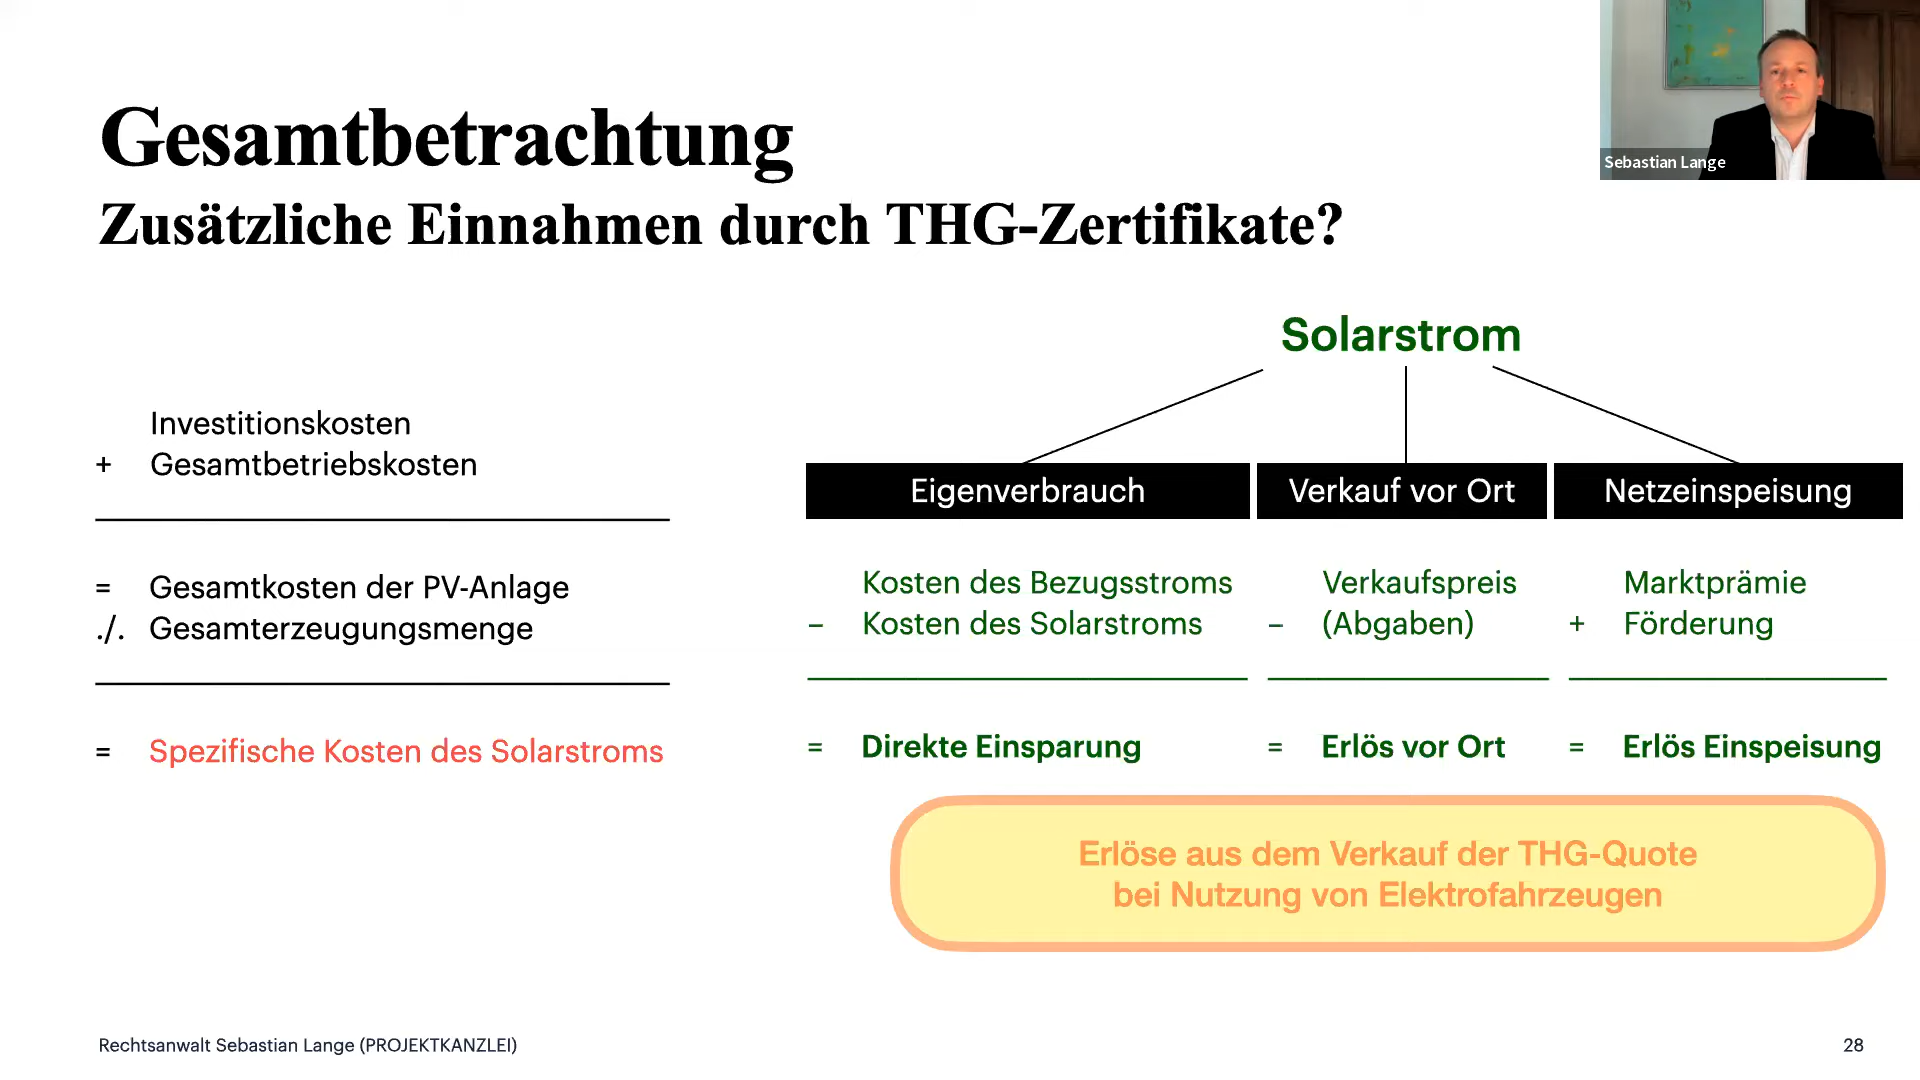 Gesamtbetrachtung
Zusätzliche Einnahmen durch THG-Zertifikate?
Sebastian Lange
Investitionskosten
+ Gesamtbetriebskosten
= Gesamtkosten der PV-Anlage
./. Gesamterzeugungsmenge
= Spezifische Kosten des Solarstroms
Solarstrom
Eigenverbrauch Verkauf vor Ort Netzeinspeisung
Kosten des Bezugsstroms Verkaufspreis Marktprämie
– Kosten des Solarstroms – (Abgaben) + Förderung
= Direkte Einsparung = Erlös vor Ort = Erlös Einspeisung
Erlöse aus dem Verkauf der THG-Quote
bei Nutzung von Elektrofahrzeugen
Rechtsanwalt Sebastian Lange (PROJEKTKANZLEI)
28